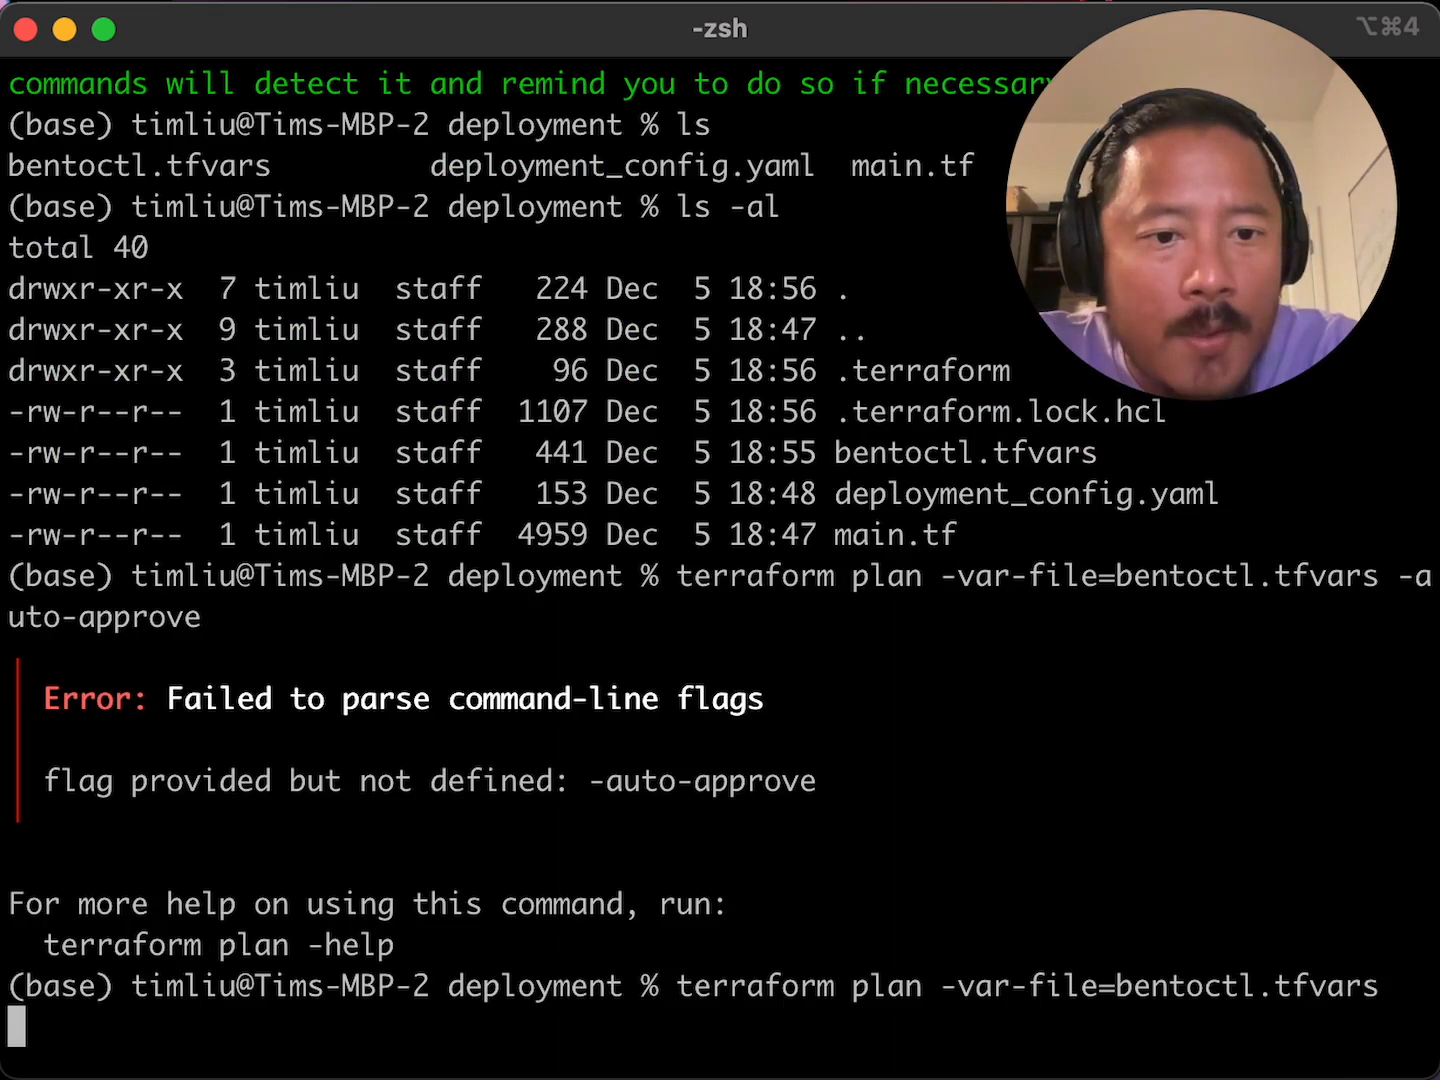 -zsh
⌥⌘4
commands will detect it and remind you to do so if necessary
(base) timliu@Tims-MBP-2 deployment % ls
bentoctl.tfvars deployment_config.yaml main.tf
(base) timliu@Tims-MBP-2 deployment % ls -al
total 40
drwxr-xr-x 7 timliu staff 224 Dec 5 18:56 .
drwxr-xr-x 9 timliu staff 288 Dec 5 18:47 ..
drwxr-xr-x 3 timliu staff 96 Dec 5 18:56 .terraform
-rw-r--r-- 1 timliu staff 1107 Dec 5 18:56 .terraform.lock.hcl
-rw-r--r-- 1 timliu staff 441 Dec 5 18:55 bentoctl.tfvars
-rw-r--r-- 1 timliu staff 153 Dec 5 18:48 deployment_config.yaml
-rw-r--r-- 1 timliu staff 4959 Dec 5 18:47 main.tf
(base) timliu@Tims-MBP-2 deployment % terraform plan -var-file=bentoctl.tfvars -a
uto-approve
Error: Failed to parse command-line flags
flag provided but not defined: -auto-approve
For more help on using this command, run:
terraform plan -help
(base) timliu@Tims-MBP-2 deployment % terraform plan -var-file=bentoctl.tfvars